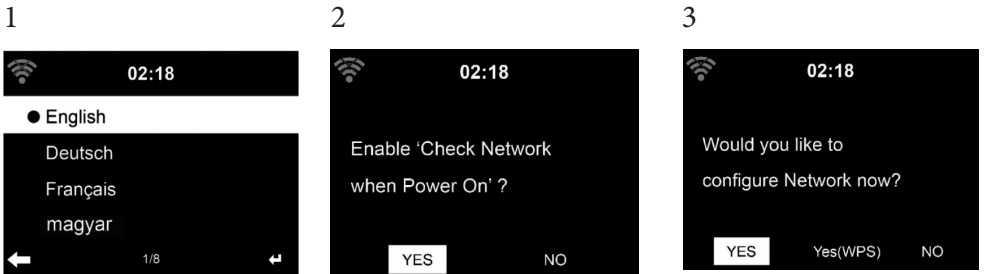 1
02:18
English
Deutsch
Français
magyar
1/8
2
02:18
Enable ‘Check Network
when Power On’ ?
YES NO
3
02:18
Would you like to
configure Network now?
YES Yes(WPS) NO